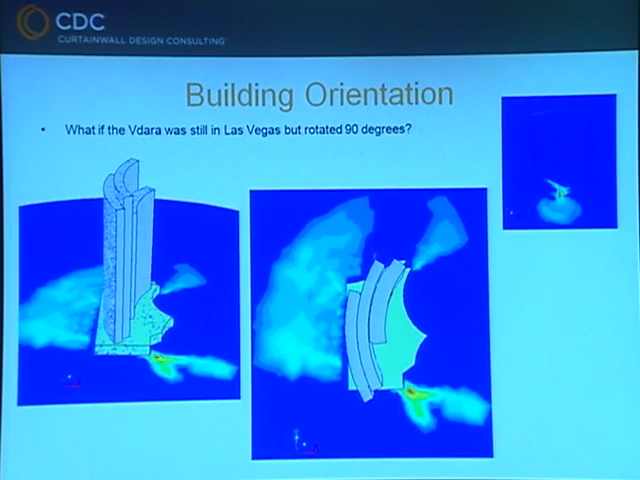 CDC
CURTAINWALL DESIGN CONSULTING
Building Orientation
• What if the Vdara was still in Las Vegas but rotated 90 degrees?